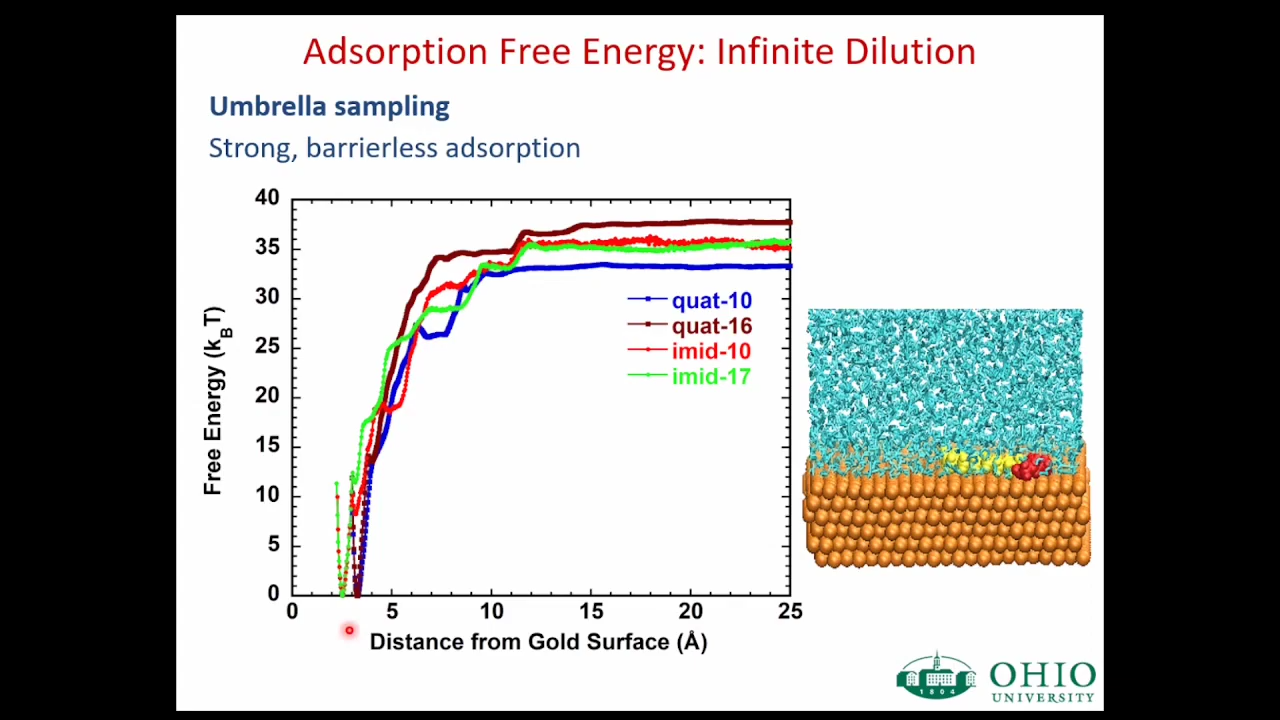 Adsorption Free Energy: Infinite Dilution
Umbrella sampling
Strong, barrierless adsorption
40
35
30
25
20
15
10
5
0
Free Energy (kBT)
quat-10
quat-16
imid-10
imid-17
0 5 10 15 20 25
Distance from Gold Surface (Å)
1804
OHIO
UNIVERSITY